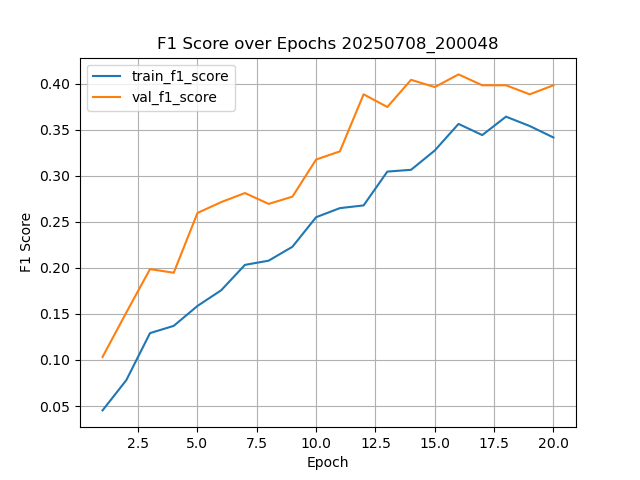 F1 Score over Epochs 20250708_200048
train_f1_score
val_f1_score
F1 Score
0.40
0.35
0.30
0.25
0.20
0.15
0.10
0.05
2.5 5.0 7.5 10.0 12.5 15.0 17.5 20.0
Epoch